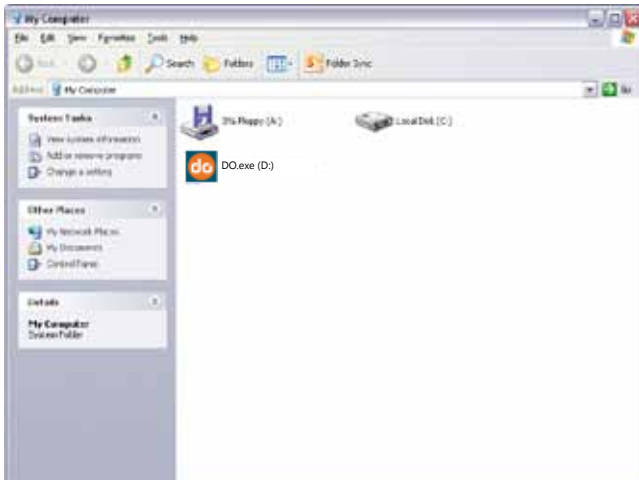 My Computer
File Edit View Favorites Tools Help
Back Search Folders Folder Sync
Address My Computer Go
System Tasks
View system information
Add or remove programs
Change a setting
Other Places
My Network Places
My Documents
Control Panel
Details
My Computer
System Folder
3½ Floppy (A:)
Local Disk (C:)
do
DO.exe (D:)